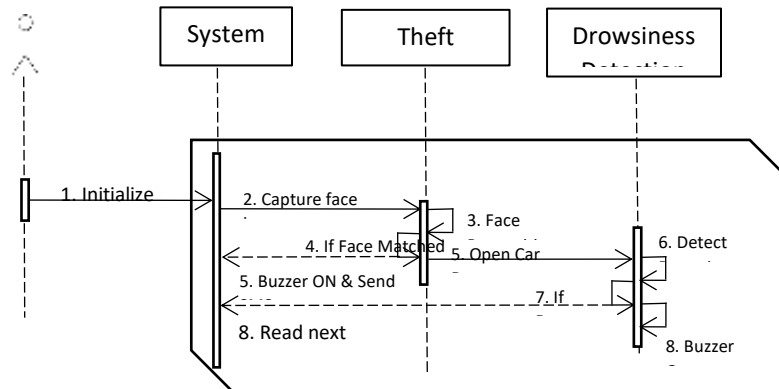 System
Theft
Drowsiness
Detection
1. Initialize
2. Capture face
3. Face
4. If Face Matched
5. Open Car
6. Detect
5. Buzzer ON & Send
7. If
8. Read next
8. Buzzer